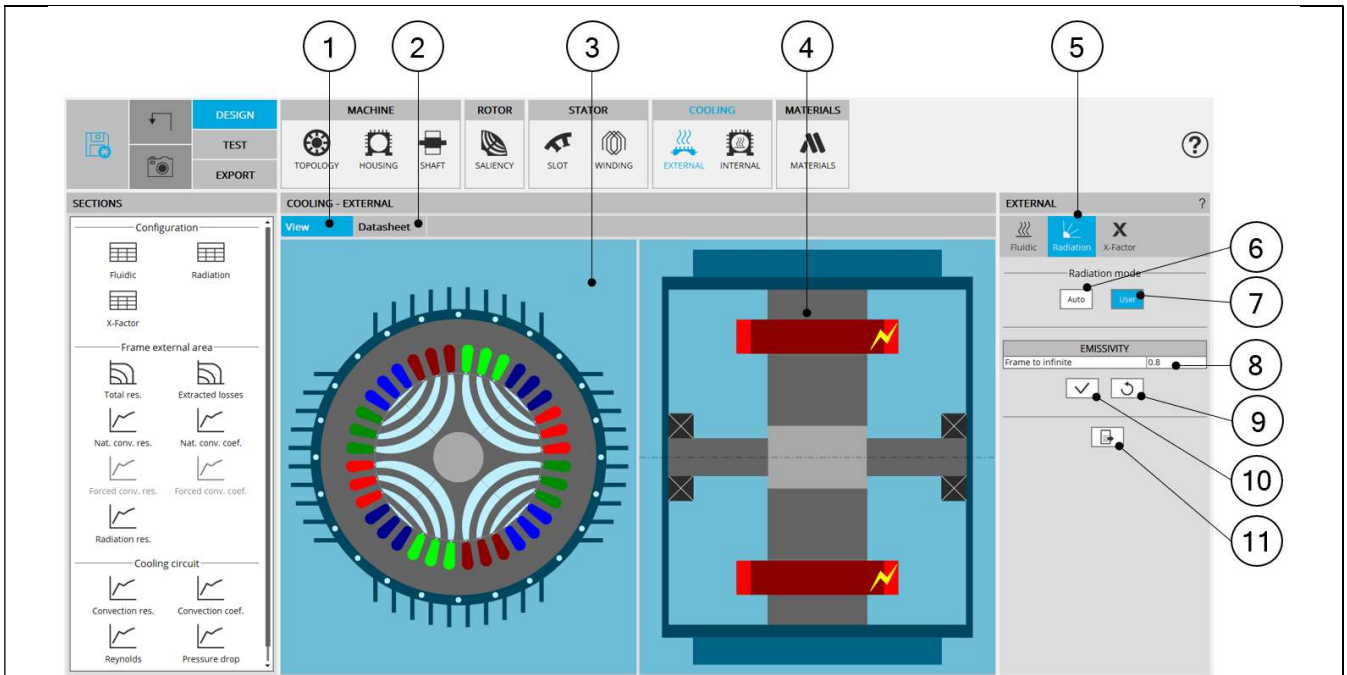 1 2 3 4 5
DESIGN MACHINE ROTOR STATOR COOLING MATERIALS
TEST
TOPOLOGY HOUSING SHAFT SALIENCY SLOT WINDING EXTERNAL INTERNAL MATERIALS
EXPORT
?
SECTIONS COOLING - EXTERNAL EXTERNAL ?
View Datasheet
Configuration
Fluidic Radiation
X-Factor
Frame external area
Total res. Extracted losses
Nat. conv. res. Nat. conv. coef.
Forced conv. res. Forced conv. coef.
Radiation res.
Cooling circuit
Convection res. Convection coef.
Reynolds Pressure drop
X
Fluidic Radiation X-Factor
Radiation mode
Auto User
EMISSIVITY
Frame to infinite 0.8
6
7
8
9
10
11